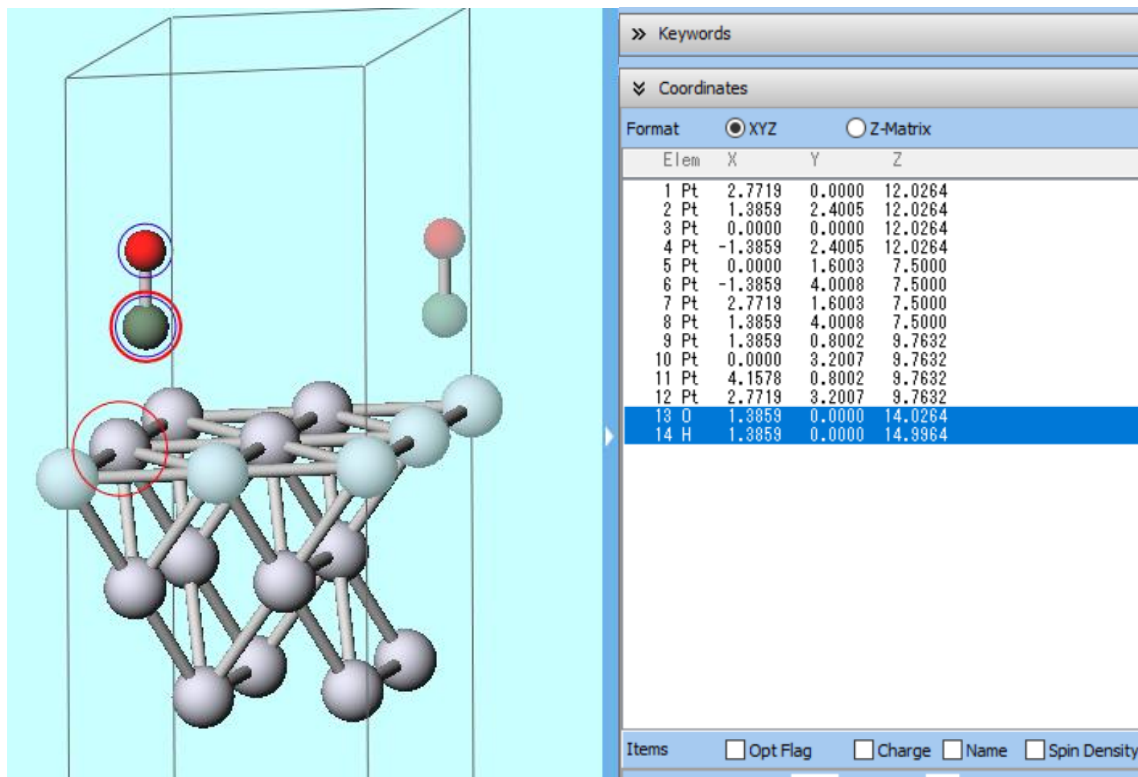 Keywords
Coordinates
Format XYZ Z-Matrix
Elem X Y Z
1 Pt 2.7719 0.0000 12.0264
2 Pt 1.3859 2.4005 12.0264
3 Pt 0.0000 0.0000 12.0264
4 Pt -1.3859 2.4005 12.0264
5 Pt 0.0000 1.6003 7.5000
6 Pt -1.3859 4.0008 7.5000
7 Pt 2.7719 1.6003 7.5000
8 Pt 1.3859 4.0008 7.5000
9 Pt 1.3859 0.8002 9.7632
10 Pt 0.0000 3.2007 9.7632
11 Pt 4.1578 0.8002 9.7632
12 Pt 2.7719 3.2007 9.7632
13 O 1.3859 0.0000 14.0264
14 H 1.3859 0.0000 14.9964
Items Opt Flag Charge Name Spin Density